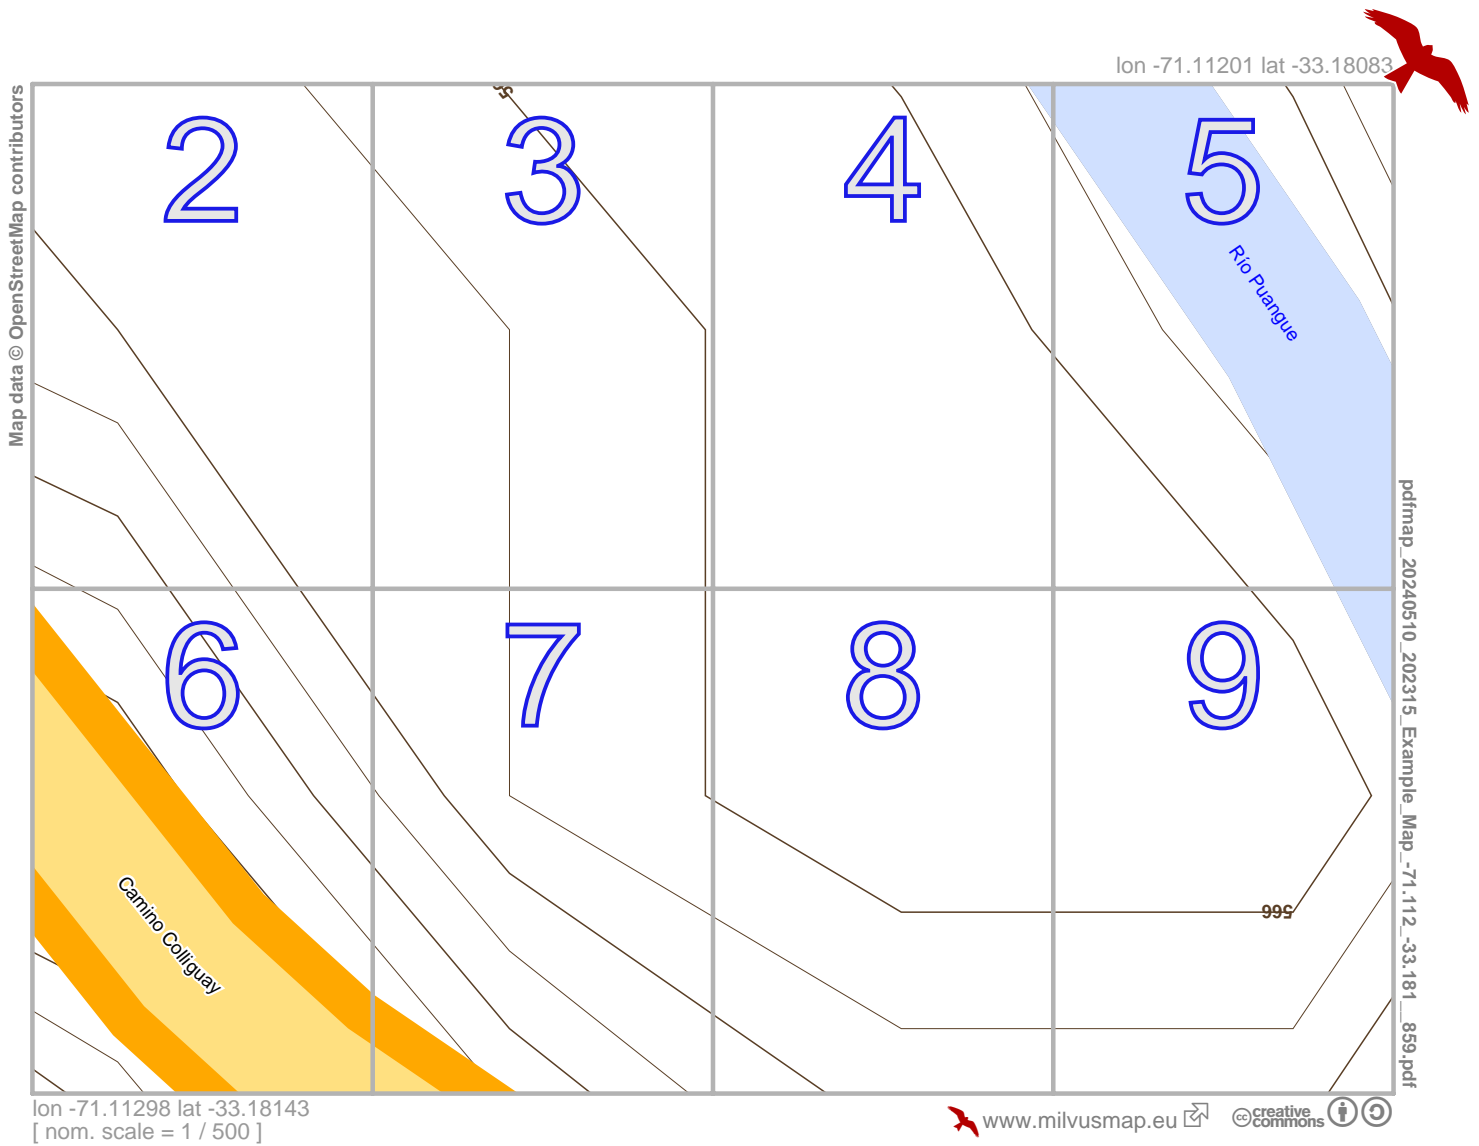 lon -71.11201 lat -33.18083
Map data © OpenStreetMap contributors
2
3
4
5
Río Puangue
6
7
8
9
Camino Colliguay
566
pdfmap_20240510_202315_Example_Map_-71.112_-33.181__859.pdf
lon -71.11298 lat -33.18143
[ nom. scale = 1 / 500 ]
www.milvusmap.eu
cc creative commons